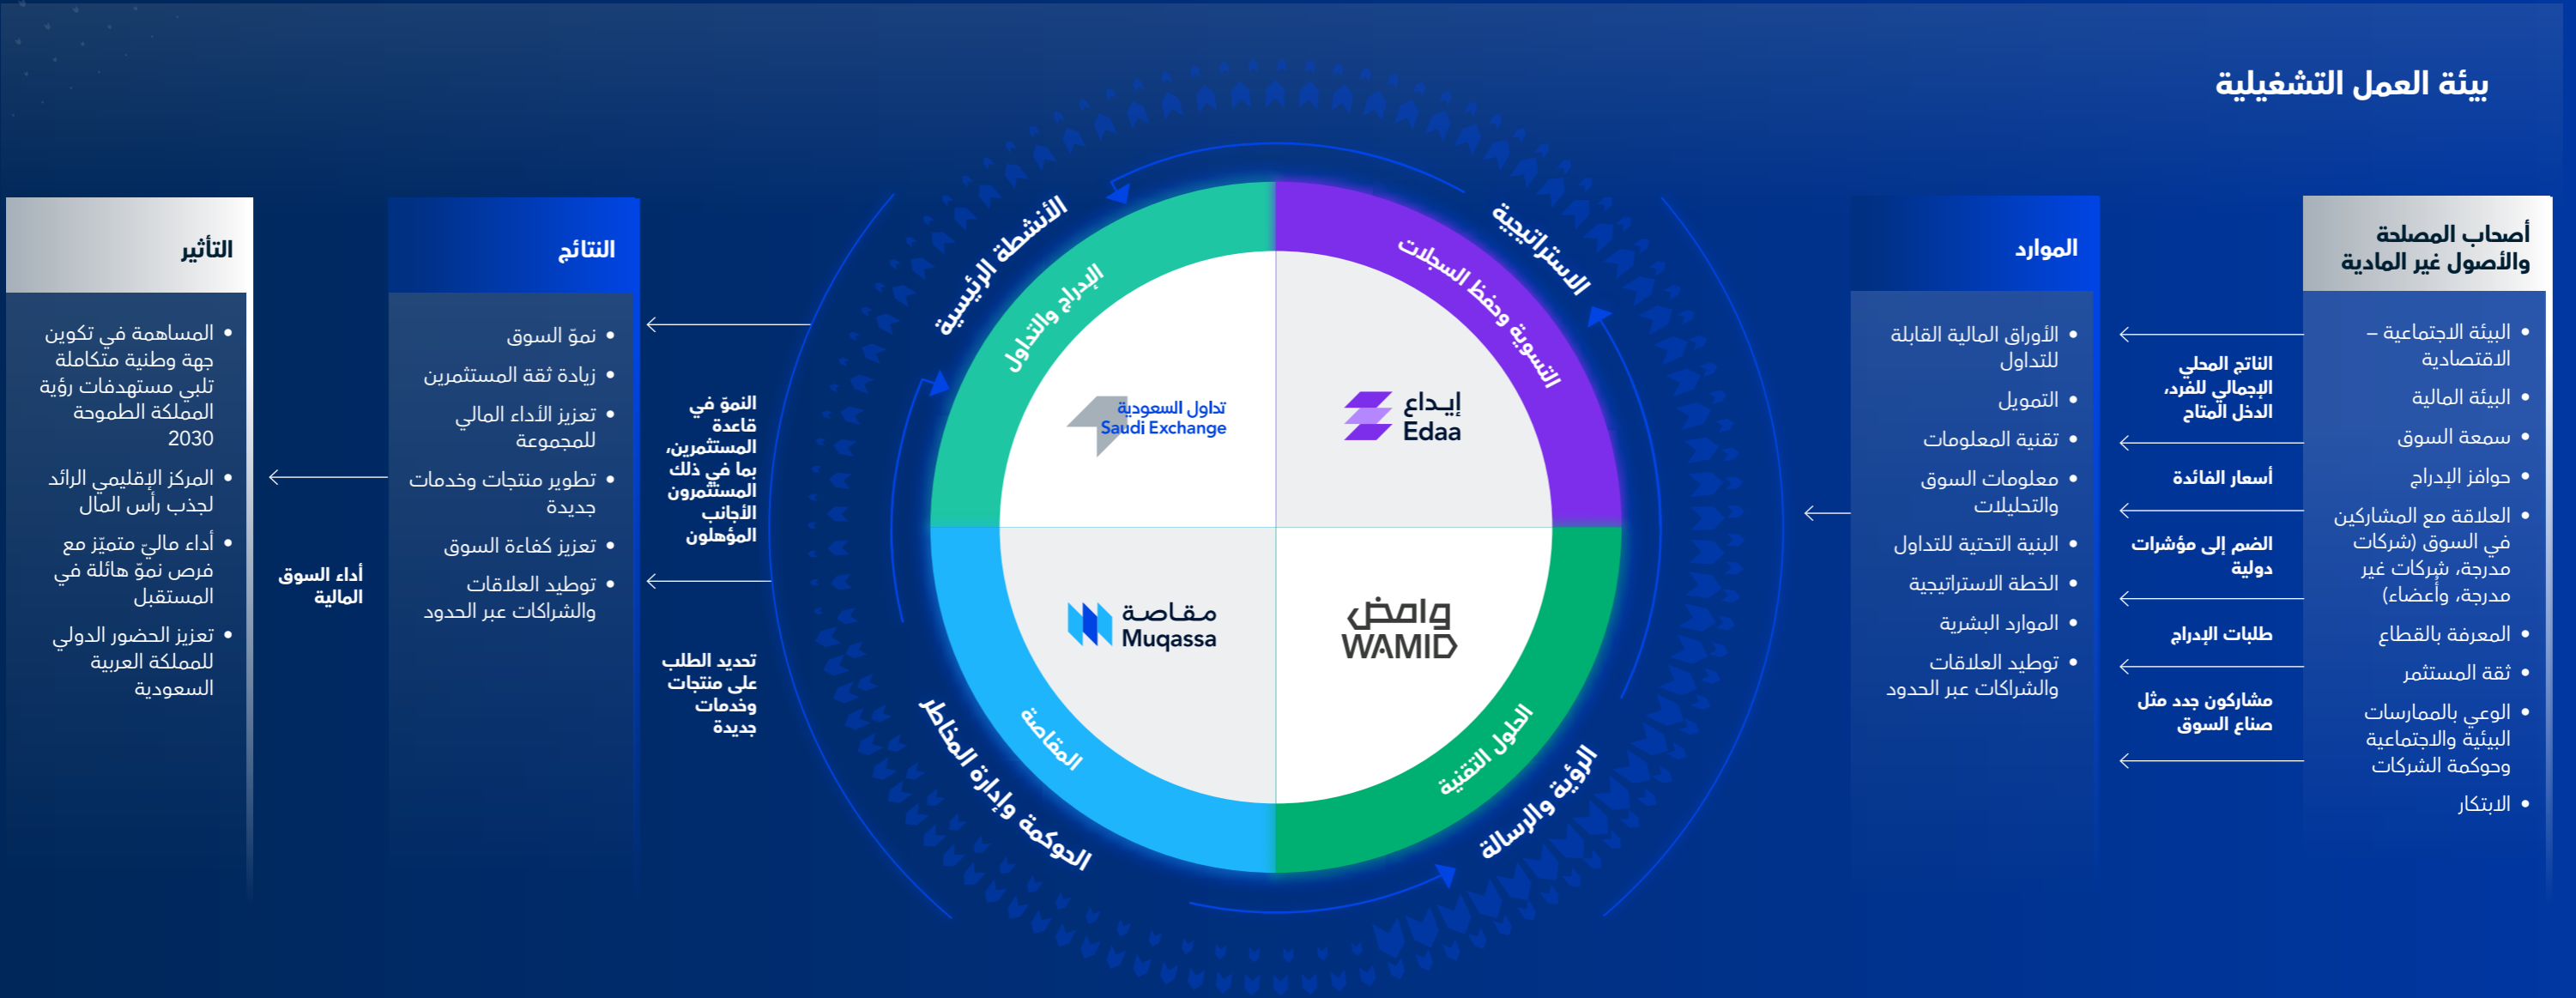 بيئة العمل التشغيلية
أصحاب المصلحة
والأصول غير المادية
• البيئة الاجتماعية –
الاقتصادية
• البيئة المالية
• سمعة السوق
• حوافز الإدراج
• العلاقة مع المشاركين
في السوق (شركات
مدرجة، شركات غير
مدرجة، وأعضاء)
• المعرفة بالقطاع
• ثقة المستثمر
• الوعي بالممارسات
البيئية والاجتماعية
وحوكمة الشركات
• الابتكار
الناتج المحلي
الإجمالي للفرد،
الدخل المتاح
أسعار الفائدة
الضم إلى مؤشرات
دولية
طلبات الإدراج
مشاركون جدد مثل
صناع السوق
الموارد
• الأوراق المالية القابلة
للتداول
• التمويل
• تقنية المعلومات
• معلومات السوق
والتحليلات
• البنية التحتية للتداول
• الخطة الاستراتيجية
• الموارد البشرية
• توطيد العلاقات
والشراكات عبر الحدود
الاستراتيجية
التسوية وحفظ السجلات
إيـداع
Edaa
الأنشطة الرئيسية
الإدراج والتداول
تداول السعودية
Saudi Exchange
الرؤية والرسالة
الحلول التقنية
وامض
WAMID
الحوكمة وإدارة المخاطر
المقاصة
مـقـاصـة
Muqassa
النموّ في
قاعدة
المستثمرين،
بما في ذلك
المستثمرون
الأجانب
المؤهلون
تحديد الطلب
على منتجات
وخدمات
جديدة
النتائج
• نموّ السوق
• زيادة ثقة المستثمرين
• تعزيز الأداء المالي
للمجموعة
• تطوير منتجات وخدمات
جديدة
• تعزيز كفاءة السوق
• توطيد العلاقات
والشراكات عبر الحدود
أداء السوق
المالية
التأثير
• المساهمة في تكوين
جهة وطنية متكاملة
تلبي مستهدفات رؤية
المملكة الطموحة
2030
• المركز الإقليمي الرائد
لجذب رأس المال
• أداء ماليّ متميّز مع
فرص نموّ هائلة في
المستقبل
• تعزيز الحضور الدولي
للمملكة العربية
السعودية